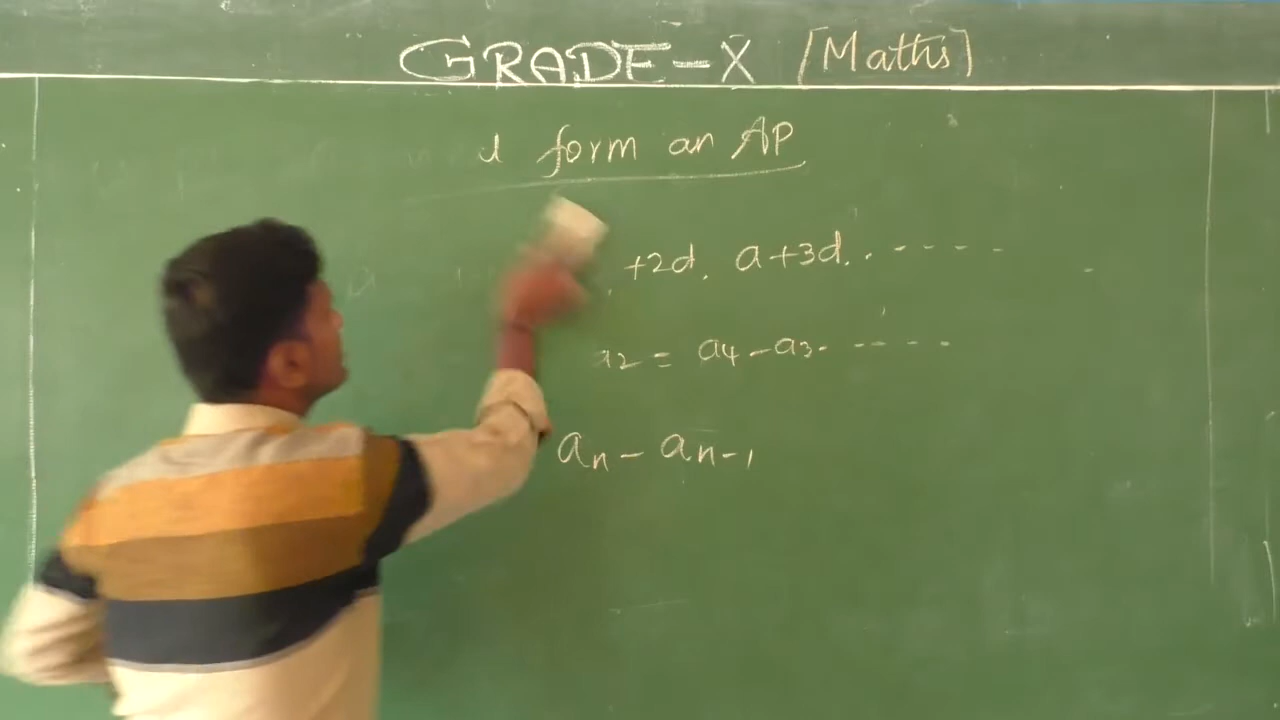 GRADE-X [Maths]
form an AP
+2d, a+3d, . - - - -
a2 = a4-a3. - - - -
an - an-1